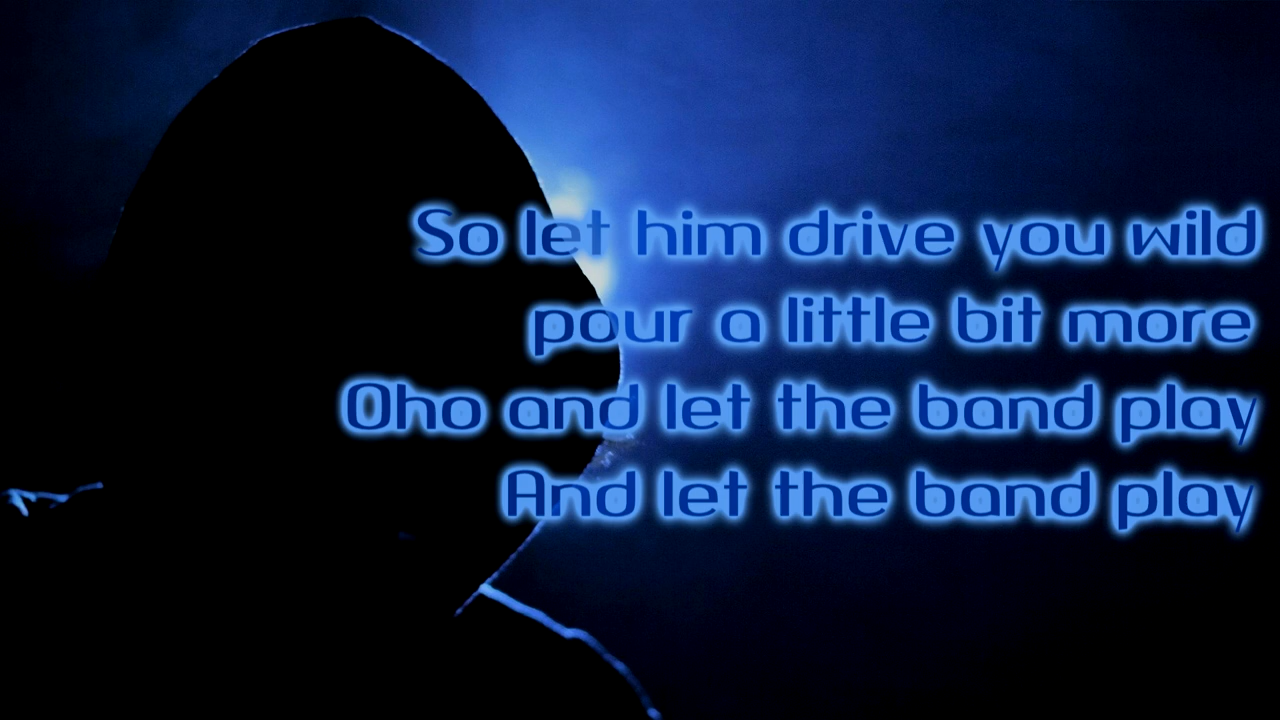 So let him drive you wild
pour a little bit more
Oho and let the band play
And let the band play